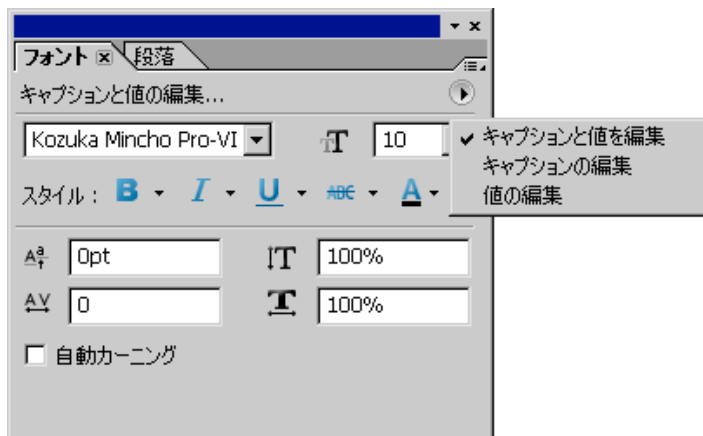 フォント 段落
キャプションと値の編集...
Kozuka Mincho Pro-VI T 10
キャプションと値を編集
キャプションの編集
値の編集
スタイル： B I U ABC A
0pt 100%
AV 0 100%
自動カーニング